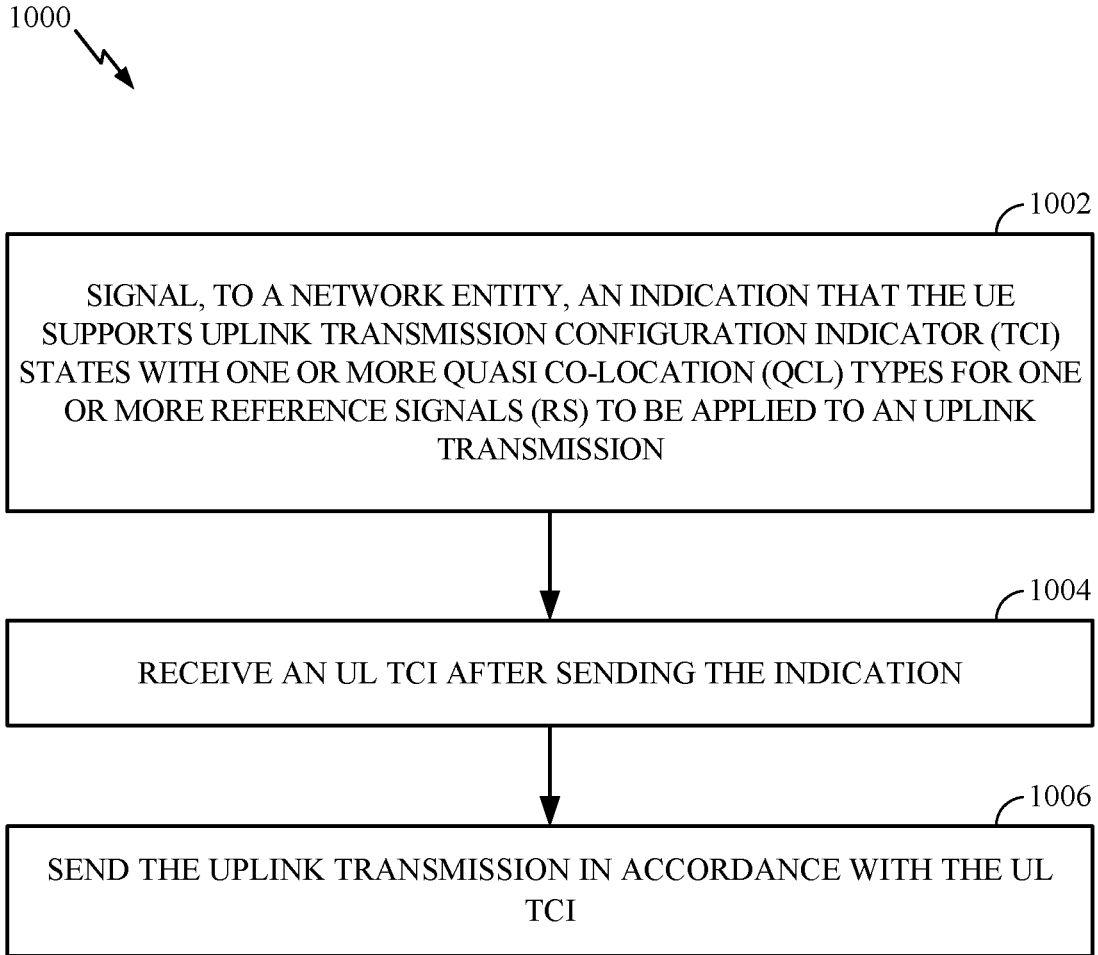 1000
1002
SIGNAL, TO A NETWORK ENTITY, AN INDICATION THAT THE UE
SUPPORTS UPLINK TRANSMISSION CONFIGURATION INDICATOR (TCI)
STATES WITH ONE OR MORE QUASI CO-LOCATION (QCL) TYPES FOR ONE
OR MORE REFERENCE SIGNALS (RS) TO BE APPLIED TO AN UPLINK
TRANSMISSION
1004
RECEIVE AN UL TCI AFTER SENDING THE INDICATION
1006
SEND THE UPLINK TRANSMISSION IN ACCORDANCE WITH THE UL
TCI